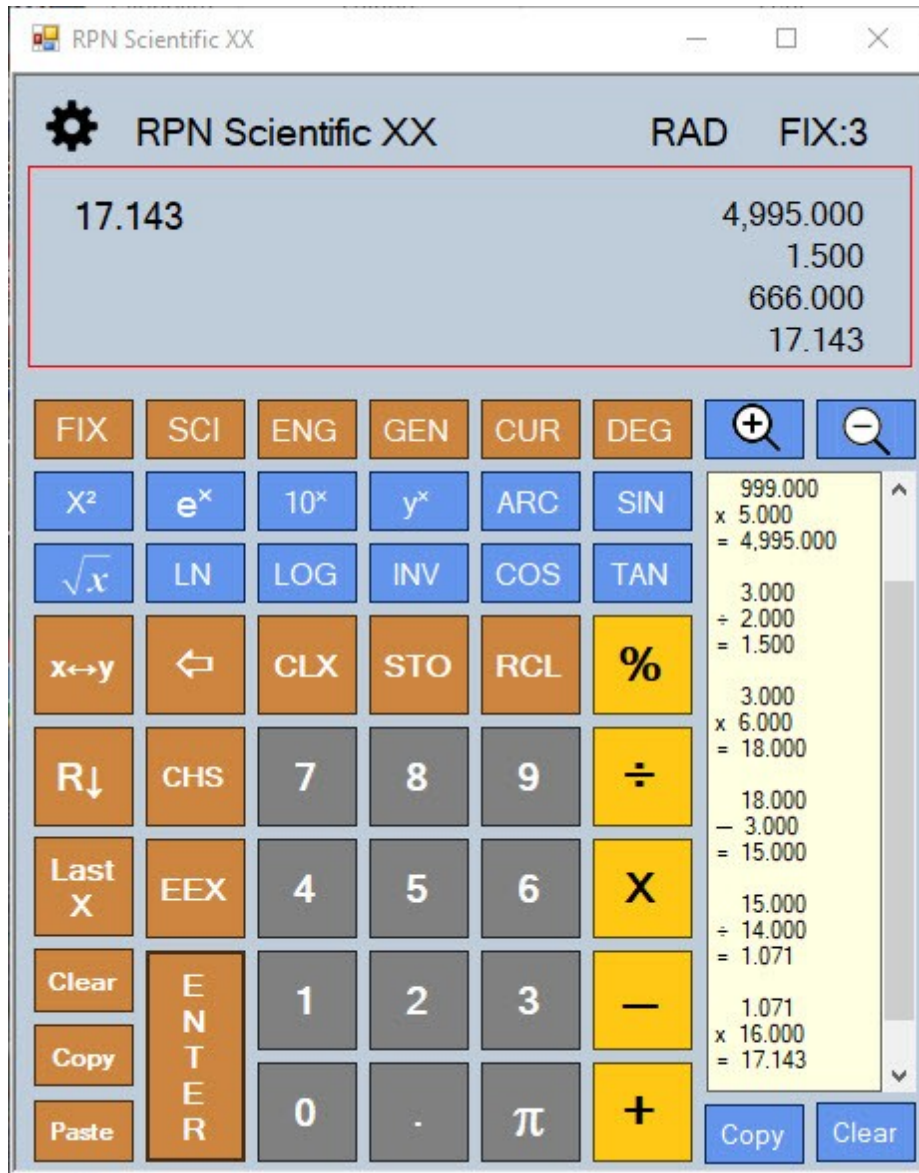 RPN Scientific XX
RPN Scientific XX RAD FIX:3
17.143 4,995.000
1.500
666.000
17.143
FIX SCI ENG GEN CUR DEG
X² eˣ 10ˣ yˣ ARC SIN
√x LN LOG INV COS TAN
x↔y ⇦ CLX STO RCL %
R↓ CHS 7 8 9 ÷
Last X EEX 4 5 6 X
Clear ENTER 1 2 3 –
Copy
Paste 0 . π +
999.000
x 5.000
= 4,995.000
3.000
÷ 2.000
= 1.500
3.000
x 6.000
= 18.000
18.000
– 3.000
= 15.000
15.000
÷ 14.000
= 1.071
1.071
x 16.000
= 17.143
Copy Clear